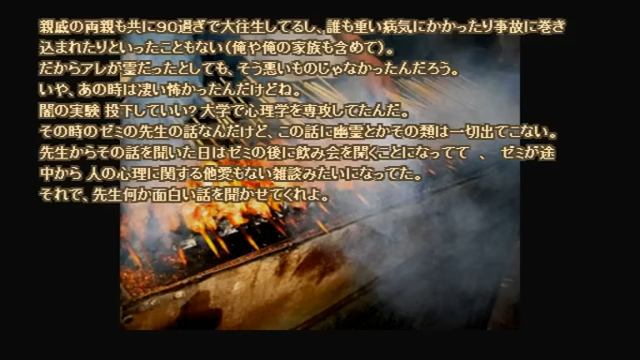 親戚の両親も共に90過ぎで大往生してるし、誰も重い病気にかかったり事故に巻き
込まれたりといったこともない（俺や俺の家族も含めて）。
だからアレが霊だったとしても、そう悪いものじゃなかったんだろう。
いや、あの時は凄い怖かったんだけどね。
闇の実験 投下していい？大学で心理学を専攻してたんだ。
その時のゼミの先生の話なんだけど、この話に幽霊とかその類は一切出てこない。
先生からその話を聞いた日はゼミの後に飲み会を開くことになってて 、 ゼミが途
中から 人の心理に関する他愛もない雑談みたいになってた。
それで、先生何か面白い話を聞かせてくれよ。